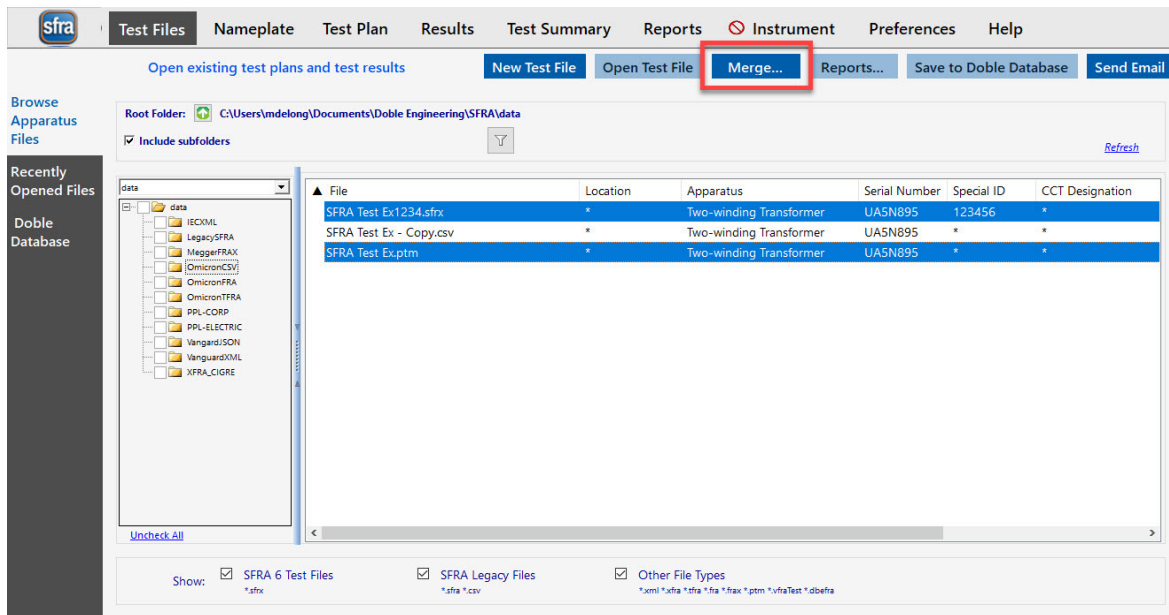 sfra
Test Files Nameplate Test Plan Results Test Summary Reports Instrument Preferences Help
Open existing test plans and test results New Test File Open Test File Merge... Reports... Save to Doble Database Send Email
Browse
Apparatus
Files
Recently
Opened Files
Doble
Database
Root Folder: C:\Users\mdelong\Documents\Doble Engineering\SFRA\data
Include subfolders
Refresh
data
data
IECXML
LegacySFRA
MeggerFRAX
OmicronCSV
OmicronFRA
OmicronTFRA
PPL-CORP
PPL-ELECTRIC
VangardJSON
VanguardXML
XFRA_CIGRE
Uncheck All
File Location Apparatus Serial Number Special ID CCT Designation
SFRA Test Ex1234.sfrx * Two-winding Transformer UA5N895 123456 *
SFRA Test Ex - Copy.csv * Two-winding Transformer UA5N895 * *
SFRA Test Ex.ptm * Two-winding Transformer UA5N895 * *
Show: SFRA 6 Test Files SFRA Legacy Files Other File Types
*.sfrx *.sfra *.csv *.xml *.xfra *.tfra *.fra *.frax *.ptm *.vfraTest *.dbefra